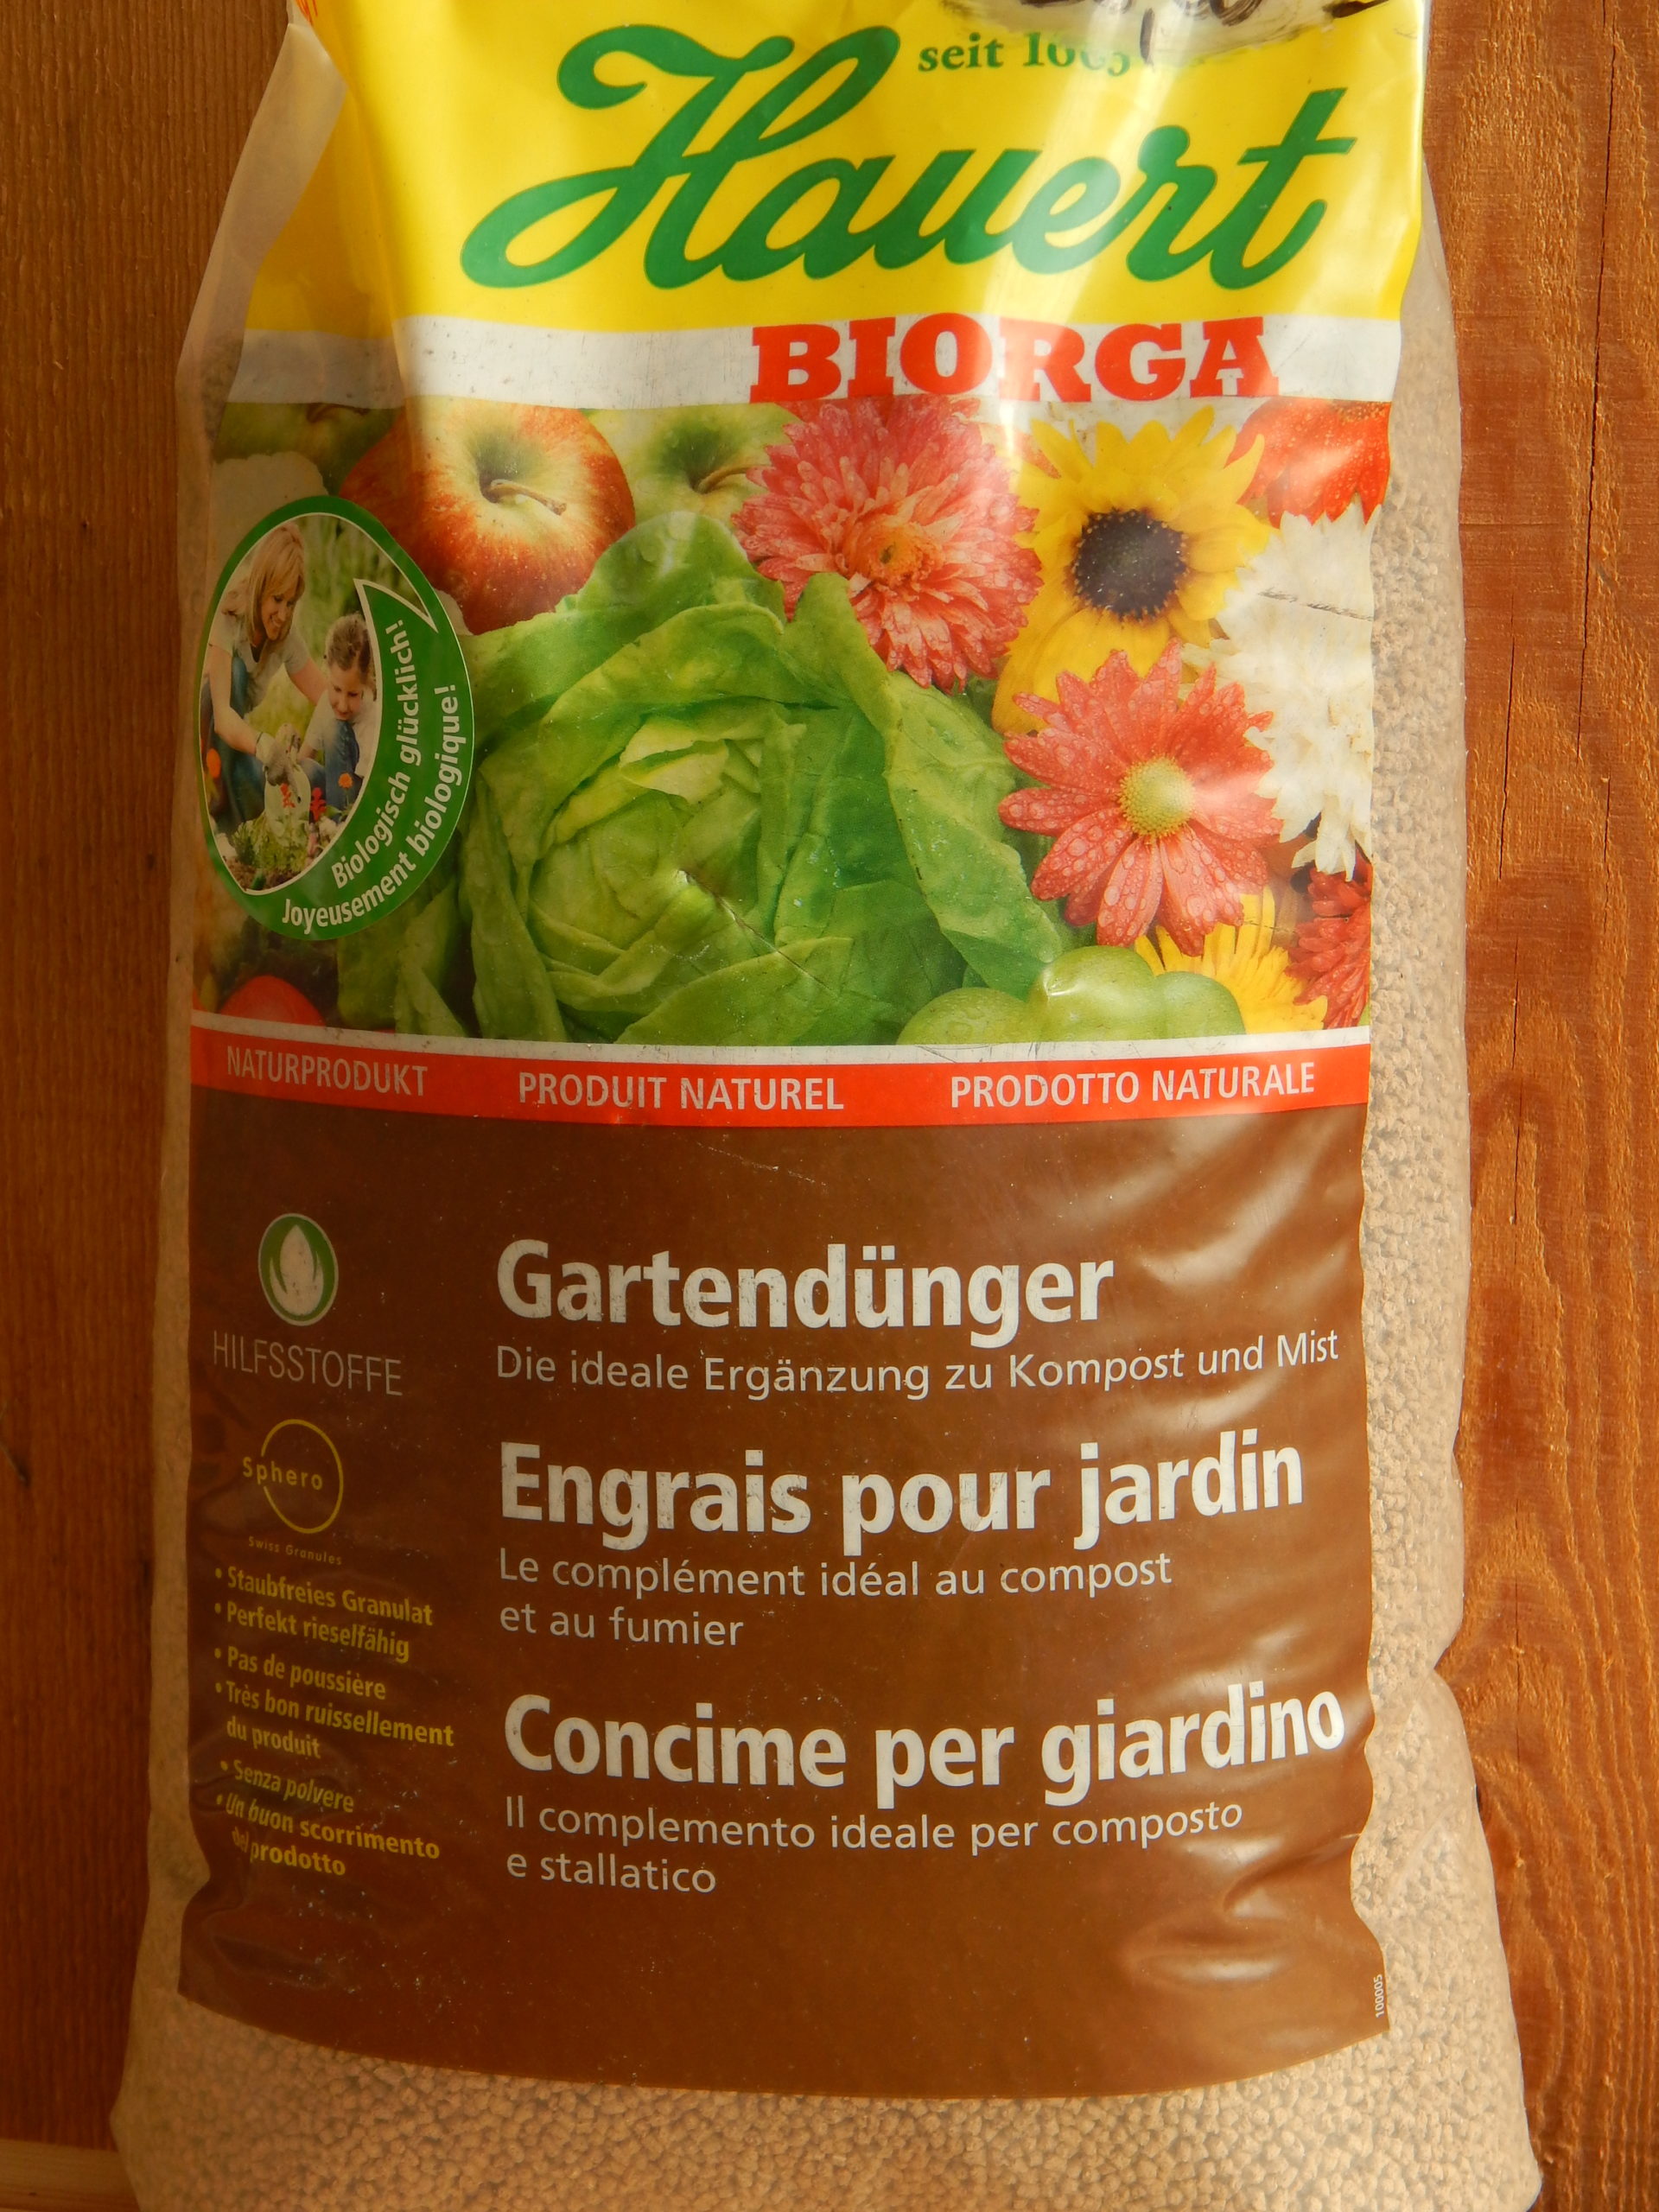 seit
Hauert
BIORGA
Biologisch glücklich!
Joyeusement biologique!
NATURPRODUKT
PRODUIT NATUREL
PRODOTTO NATURALE
HILFSSTOFFE
Sphero
Swiss Granules
• Staubfreies Granulat
• Perfekt rieselfähig
• Pas de poussière
• Très bon ruissellement
du produit
• Senza polvere
• Un buon scorrimento
del prodotto
Gartendünger
Die ideale Ergänzung zu Kompost und Mist
Engrais pour jardin
Le complément idéal au compost
et au fumier
Concime per giardino
Il complemento ideale per composto
e stallatico
100005